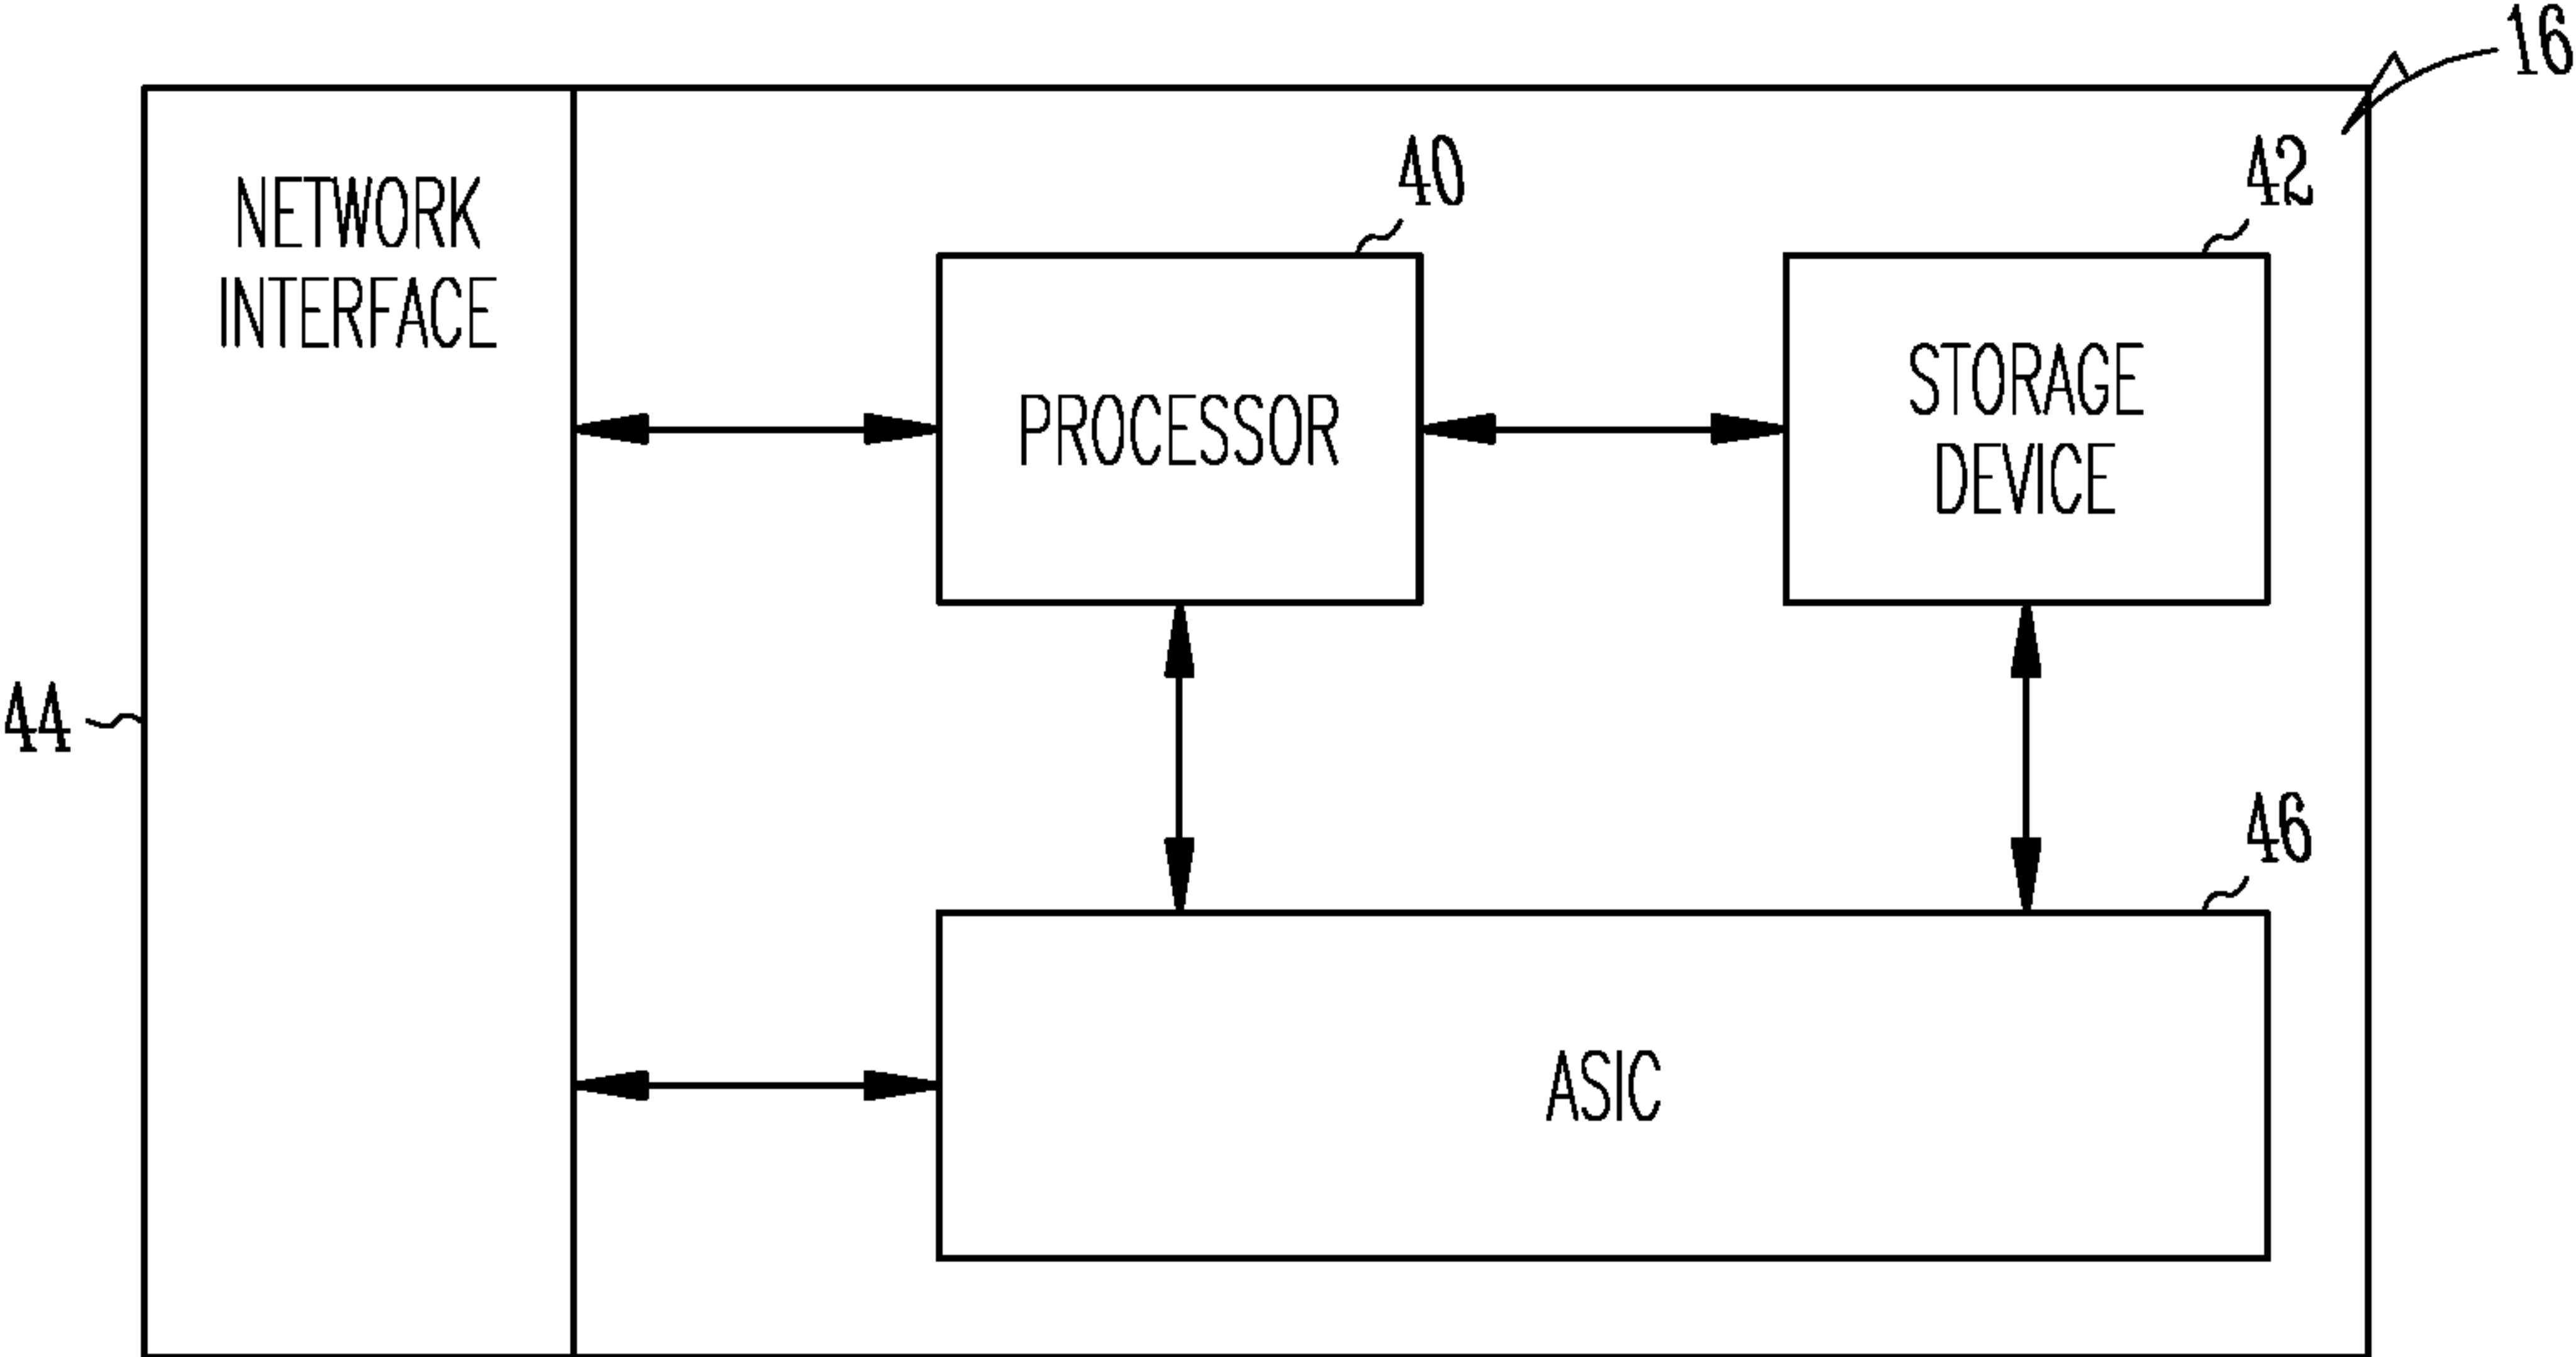 16
NETWORK
INTERFACE
40
42
PROCESSOR
STORAGE
DEVICE
44
46
ASIC